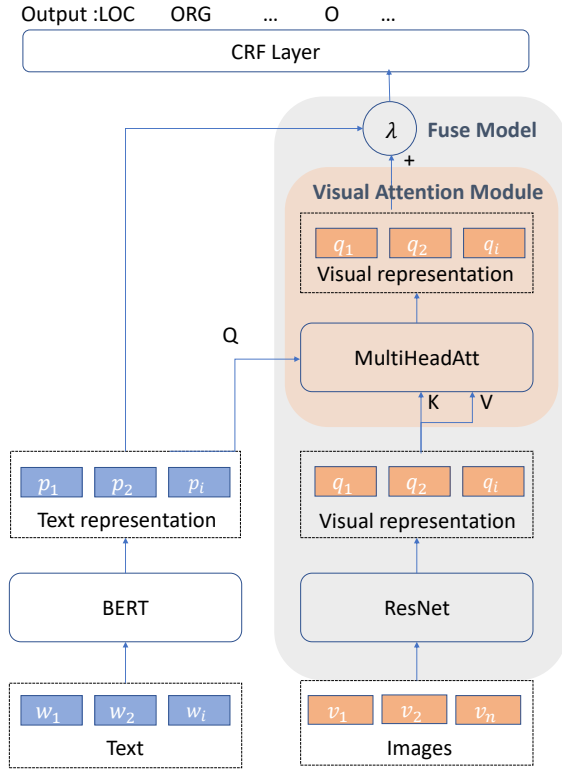 Output :LOC ORG ... O ...
CRF Layer
λ
Fuse Model
+
Visual Attention Module
q₁ q₂ qᵢ
Visual representation
Q
MultiHeadAtt
K V
p₁ p₂ pᵢ
Text representation
q₁ q₂ qᵢ
Visual representation
BERT
ResNet
w₁ w₂ wᵢ
Text
v₁ v₂ vₙ
Images